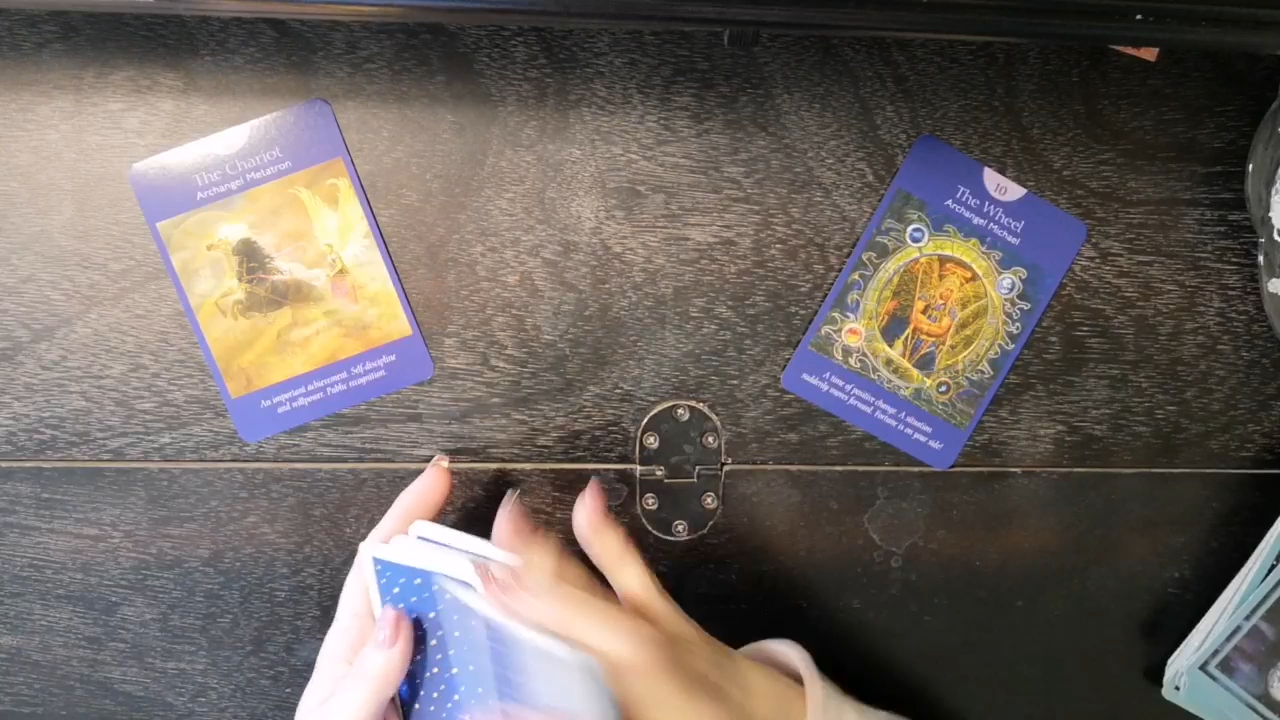 The Chariot
Archangel Metatron
An important achievement. Self-discipline
and willpower. Public recognition.
10
The Wheel
Archangel Michael
A time of positive change. A situation
suddenly moves forward. Fortune is on your side!